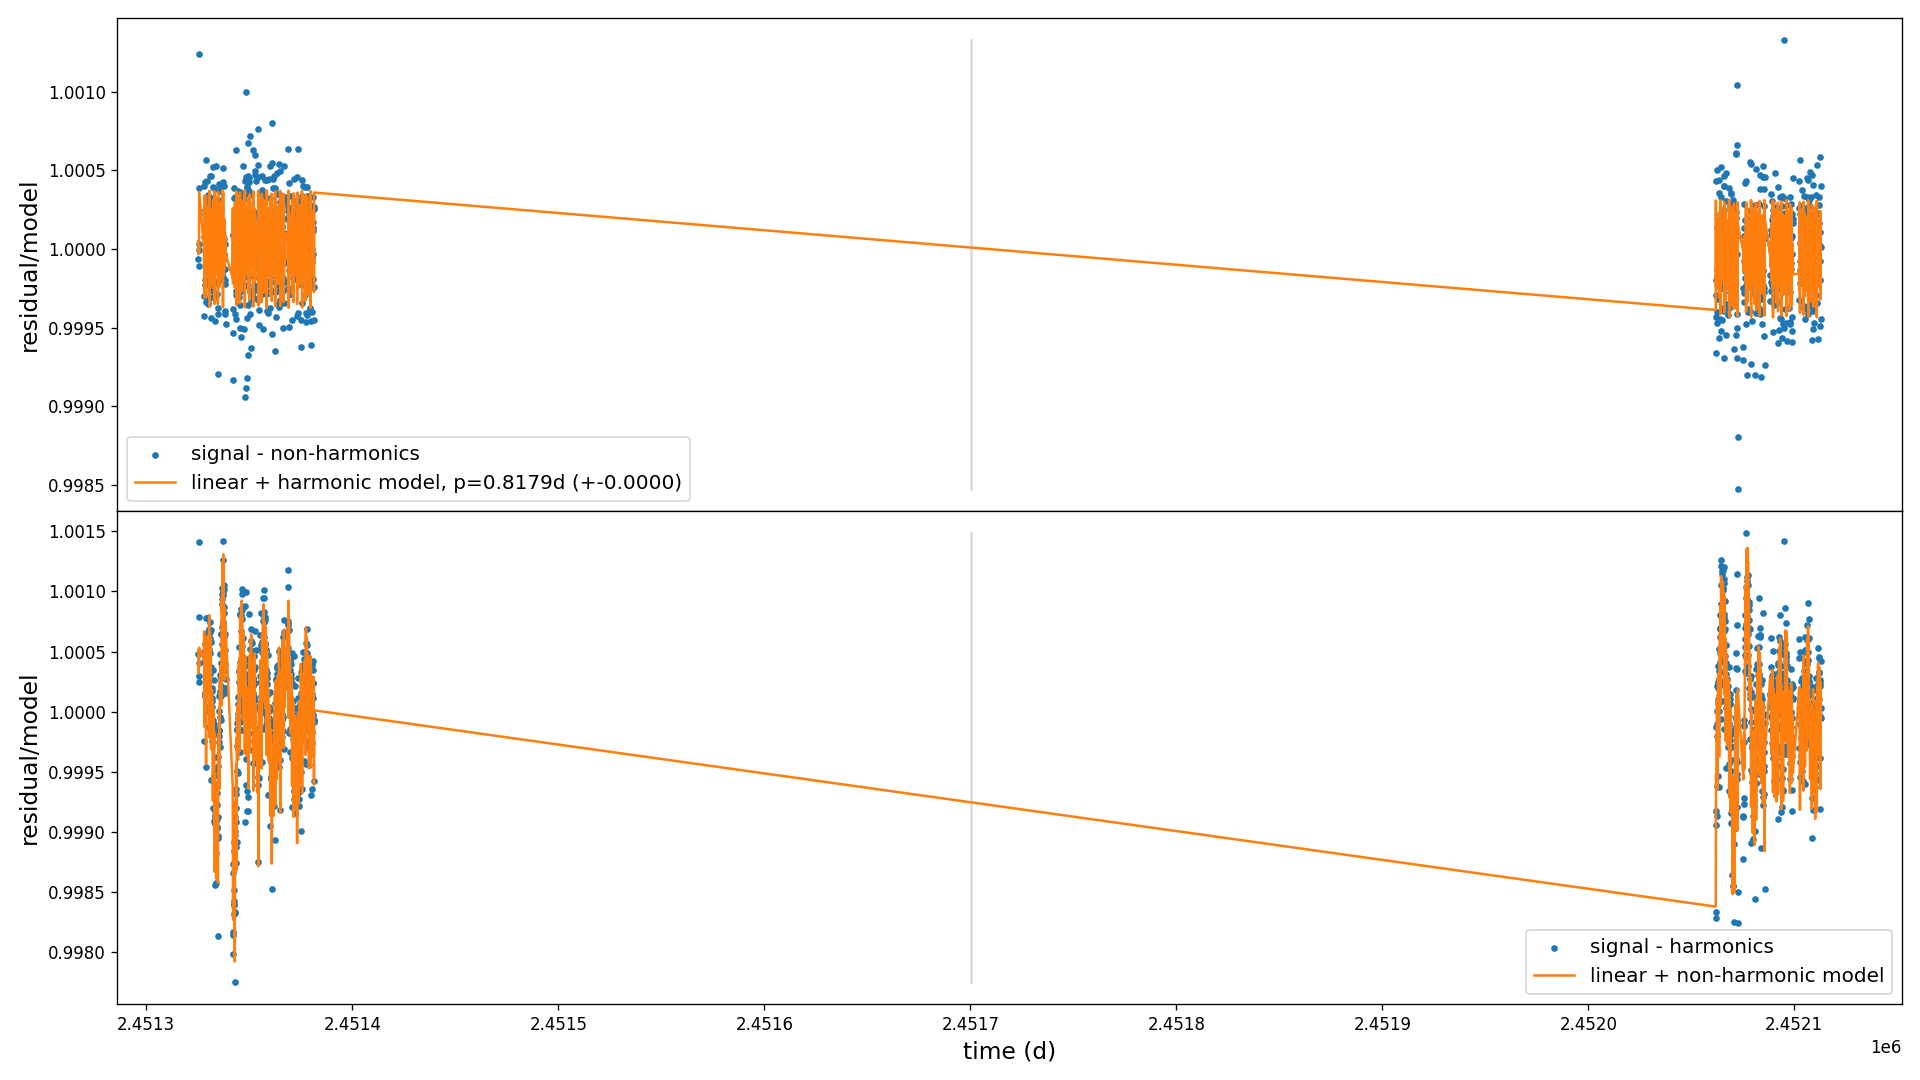 residual/model
1.0010
1.0005
1.0000
0.9995
0.9990
0.9985
signal - non-harmonics
linear + harmonic model, p=0.8179d (+-0.0000)
residual/model
1.0015
1.0010
1.0005
1.0000
0.9995
0.9990
0.9985
0.9980
signal - harmonics
linear + non-harmonic model
2.4513 2.4514 2.4515 2.4516 2.4517 2.4518 2.4519 2.4520 2.4521
time (d)
1e6